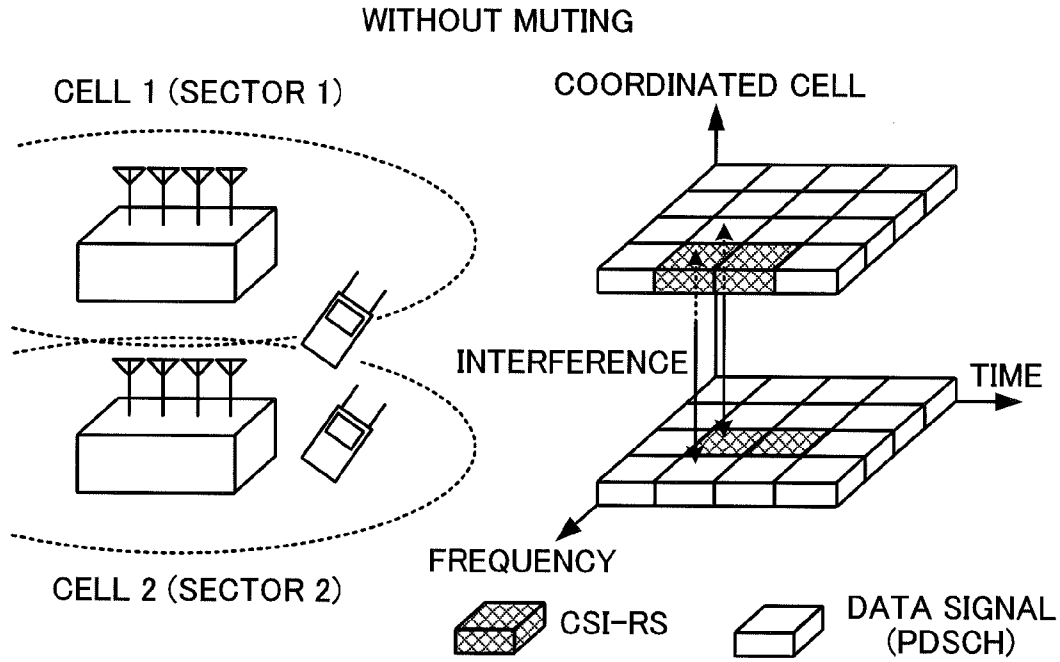 WITHOUT MUTING
CELL 1 (SECTOR 1)
COORDINATED CELL
INTERFERENCE
TIME
FREQUENCY
CELL 2 (SECTOR 2)
CSI-RS
DATA SIGNAL
(PDSCH)